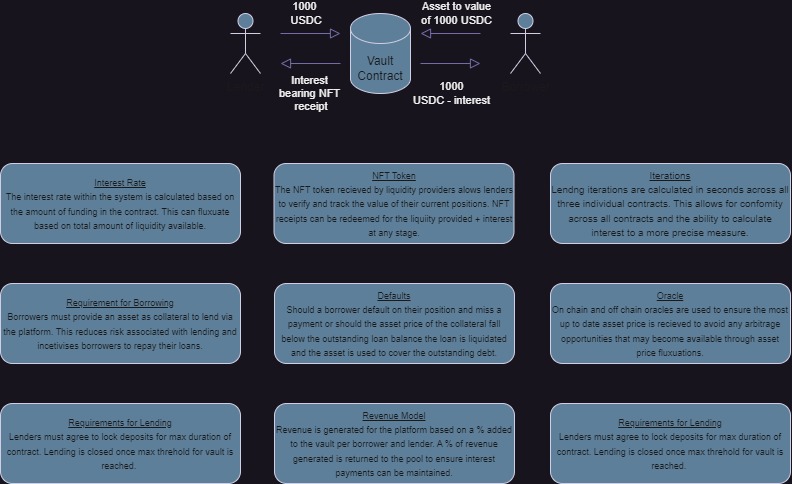 1000
USDC
Asset to value
of 1000 USDC
Vault
Contract
Interest
bearing NFT
receipt
1000
USDC - interest
Interest Rate
The interest rate within the system is calculated based on
the amount of funding in the contract. This can fluxuate
based on total amount of liquidity available.
NFT Token
The NFT token recieved by liquidity providers alows lenders
to verify and track the value of their current positions. NFT
receipts can be redeemed for the liquiity provided + interest
at any stage.
Iterations
Lendng iterations are calculated in seconds across all
three individual contracts. This allows for confomity
across all contracts and the ability to calculate
interest to a more precise measure.
Requirement for Borrowing
Borrowers must provide an asset as collateral to lend via
the platform. This reduces risk associated with lending and
incetivises borrowers to repay their loans.
Defaults
Should a borrower default on their position and miss a
payment or should the asset price of the collateral fall
below the outstanding loan balance the loan is liquidated
and the asset is used to cover the outstanding debt.
Oracle
On chain and off chain oracles are used to ensure the most
up to date asset price is recieved to avoid any arbitrage
opportunities that may become available through asset
price fluxuations.
Requirements for Lending
Lenders must agree to lock deposits for max duration of
contract. Lending is closed once max threhold for vault is
reached.
Revenue Model
Revenue is generated for the platform based on a % added
to the vault per borrower and lender. A % of revenue
generated is returned to the pool to ensure interest
payments can be maintained.
Requirements for Lending
Lenders must agree to lock deposits for max duration of
contract. Lending is closed once max threhold for vault is
reached.